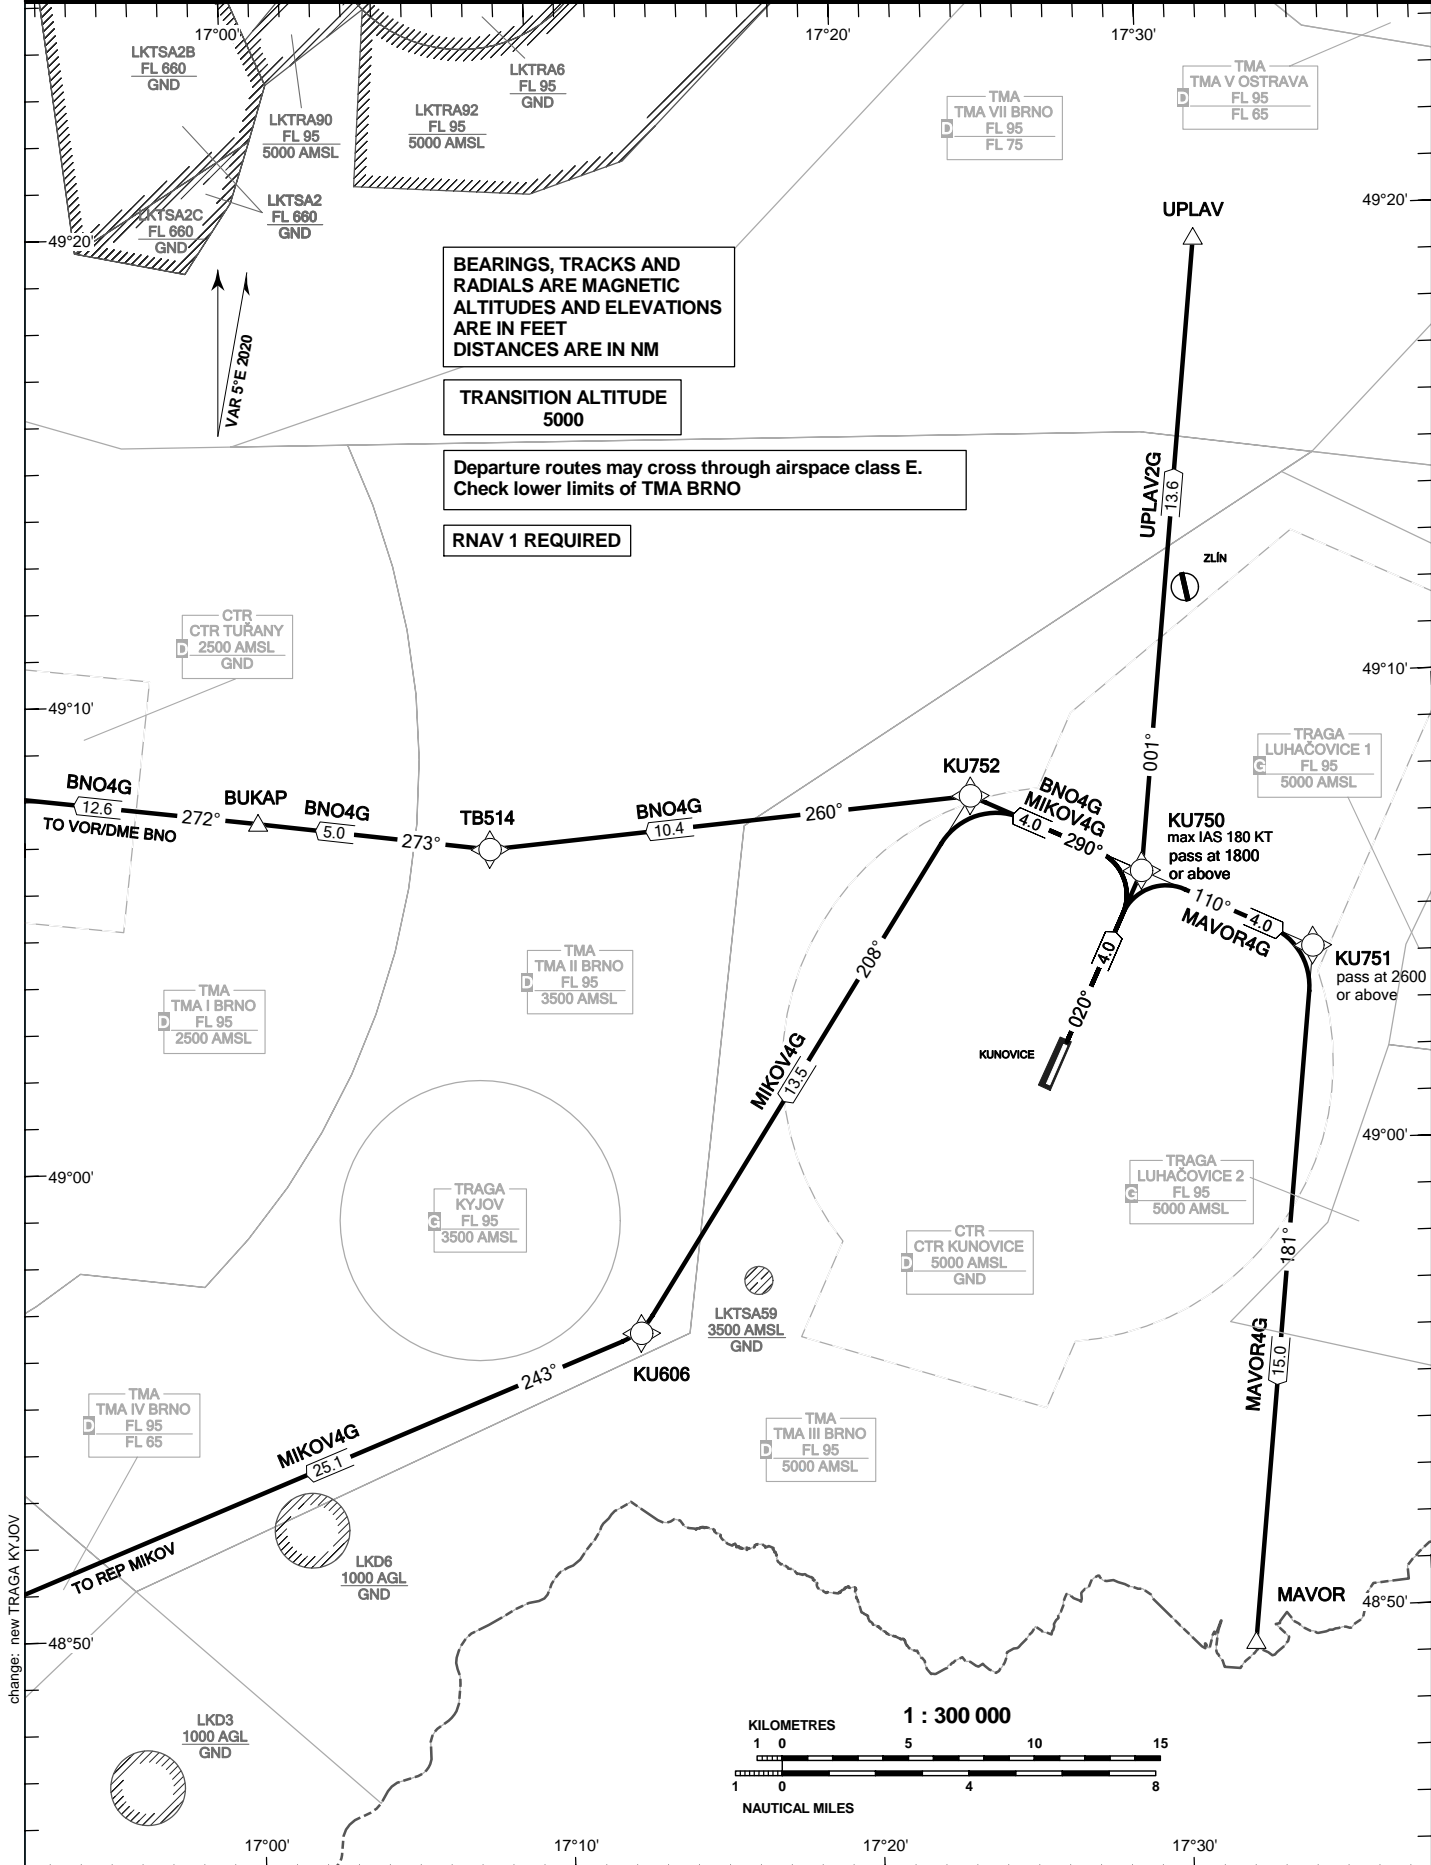 17°00'
17°20'
17°30'
LKTSA2B
FL 660
GND
LKTRA90
FL 95
5000 AMSL
LKTRA92
FL 95
5000 AMSL
LKTRA6
FL 95
GND
TMA
TMA VII BRNO
D
FL 95
FL 75
TMA
TMA V OSTRAVA
D
FL 95
FL 65
LKTSA2C
FL 660
GND
LKTSA2
FL 660
GND
49°20'
49°20'
UPLAV
VAR 5°E 2020
BEARINGS, TRACKS AND
RADIALS ARE MAGNETIC
ALTITUDES AND ELEVATIONS
ARE IN FEET
DISTANCES ARE IN NM
TRANSITION ALTITUDE
5000
Departure routes may cross through airspace class E.
Check lower limits of TMA BRNO
RNAV 1 REQUIRED
UPLAV2G
13.6
ZLÍN
CTR
CTR TUŘANY
D
2500 AMSL
GND
49°10'
49°10'
001°
TRAGA
LUHAČOVICE 1
G
FL 95
5000 AMSL
BNO4G
12.6
TO VOR/DME BNO
272°
BUKAP
BNO4G
5.0
273°
TB514
BNO4G
10.4
260°
KU752
BNO4G
MIKOV4G
4.0
290°
KU750
max IAS 180 KT
pass at 1800
or above
110°
4.0
MAVOR4G
KU751
pass at 2600
or above
4.0
020°
KUNOVICE
208°
MIKOV4G
13.5
TMA
TMA II BRNO
D
FL 95
3500 AMSL
TMA
TMA I BRNO
D
FL 95
2500 AMSL
49°00'
49°00'
TRAGA
KYJOV
G
FL 95
3500 AMSL
TRAGA
LUHAČOVICE 2
G
FL 95
5000 AMSL
CTR
CTR KUNOVICE
D
5000 AMSL
GND
181°
LKTSA59
3500 AMSL
GND
MAVOR4G
15.0
KU606
243°
MIKOV4G
25.1
TO REP MIKOV
TMA
TMA IV BRNO
D
FL 95
FL 65
TMA
TMA III BRNO
D
FL 95
5000 AMSL
LKD6
1000 AGL
GND
MAVOR
48°50'
48°50'
change: new TRAGA KYJOV
LKD3
1000 AGL
GND
1 : 300 000
KILOMETRES
1 0 5 10 15
1 0 4 8
NAUTICAL MILES
17°00'
17°10'
17°20'
17°30'